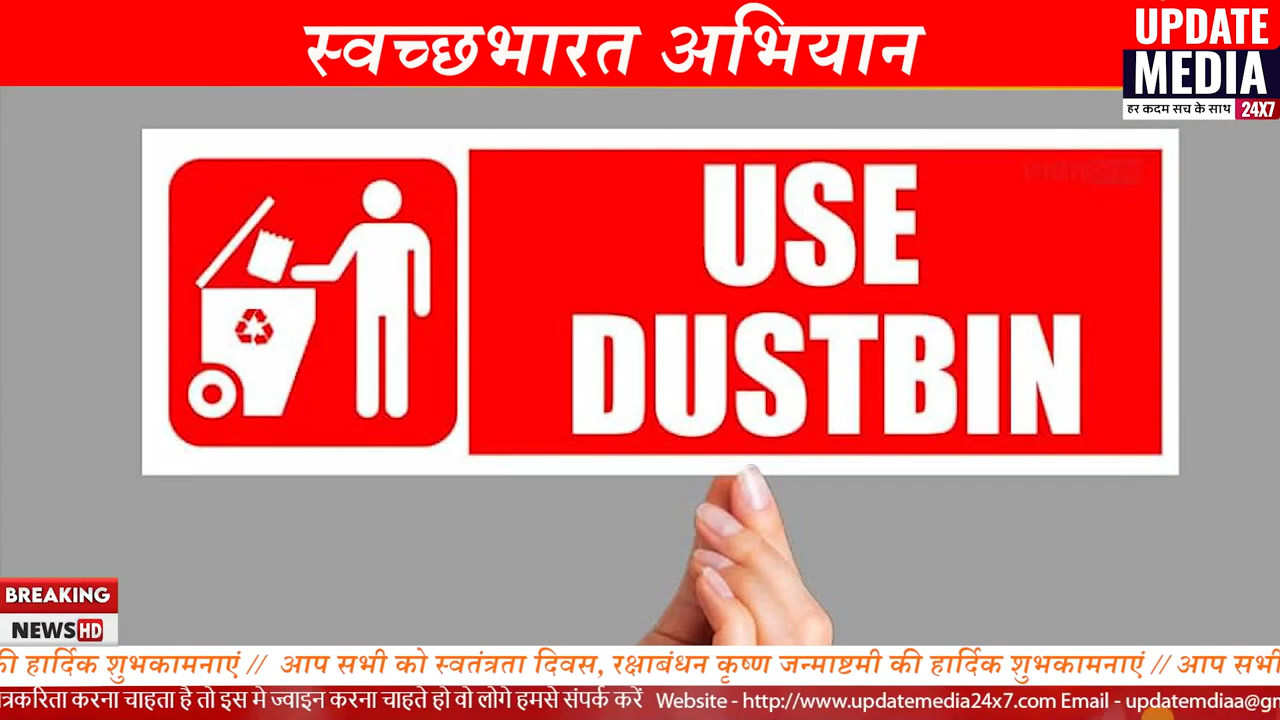 स्वच्छभारत अभियान
UPDATE
MEDIA
हर कदम सच के साथ 24X7
USE
DUSTBIN
BREAKING
NEWS HD
की हार्दिक शुभकामनाएं // आप सभी को स्वतंत्रता दिवस, रक्षाबंधन कृष्ण जन्माष्टमी की हार्दिक शुभकामनाएं // आप सभी
त्रकरिता करना चाहता है तो इस मे ज्वाइन करना चाहते हो वो लोगे हमसे संपर्क करें Website - http://www.updatemedia24x7.com Email - updatemdiaa@gm